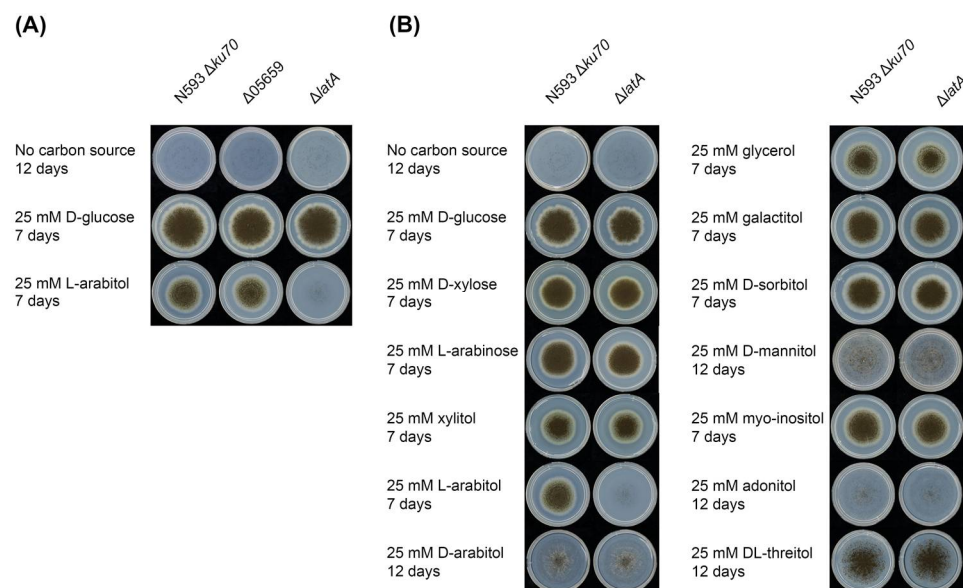 (A)
N593 Δku70
Δ05659
ΔlatA
No carbon source
12 days
25 mM D-glucose
7 days
25 mM L-arabitol
7 days
(B)
N593 Δku70
ΔlatA
No carbon source
12 days
25 mM D-glucose
7 days
25 mM D-xylose
7 days
25 mM L-arabinose
7 days
25 mM xylitol
7 days
25 mM L-arabitol
7 days
25 mM D-arabitol
12 days
N593 Δku70
ΔlatA
25 mM glycerol
7 days
25 mM galactitol
7 days
25 mM D-sorbitol
7 days
25 mM D-mannitol
12 days
25 mM myo-inositol
7 days
25 mM adonitol
12 days
25 mM DL-threitol
12 days